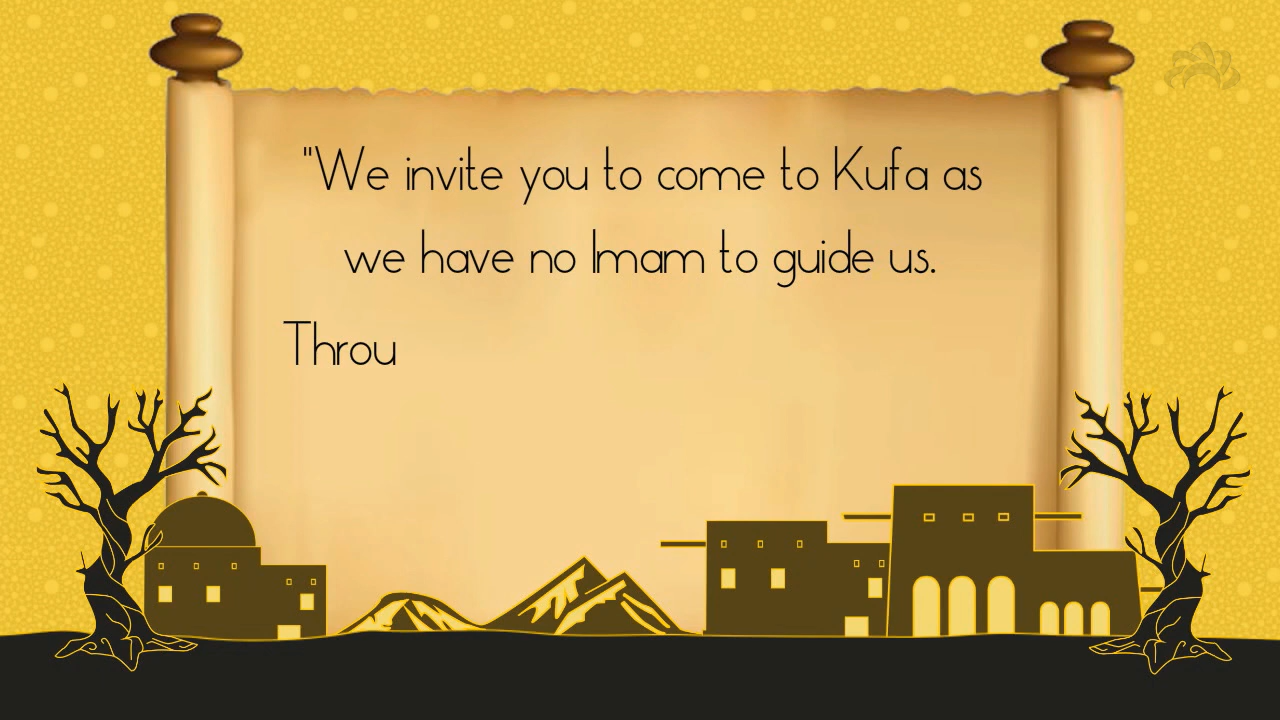 "We invite you to come to Kufa as
we have no Imam to guide us.
Throu